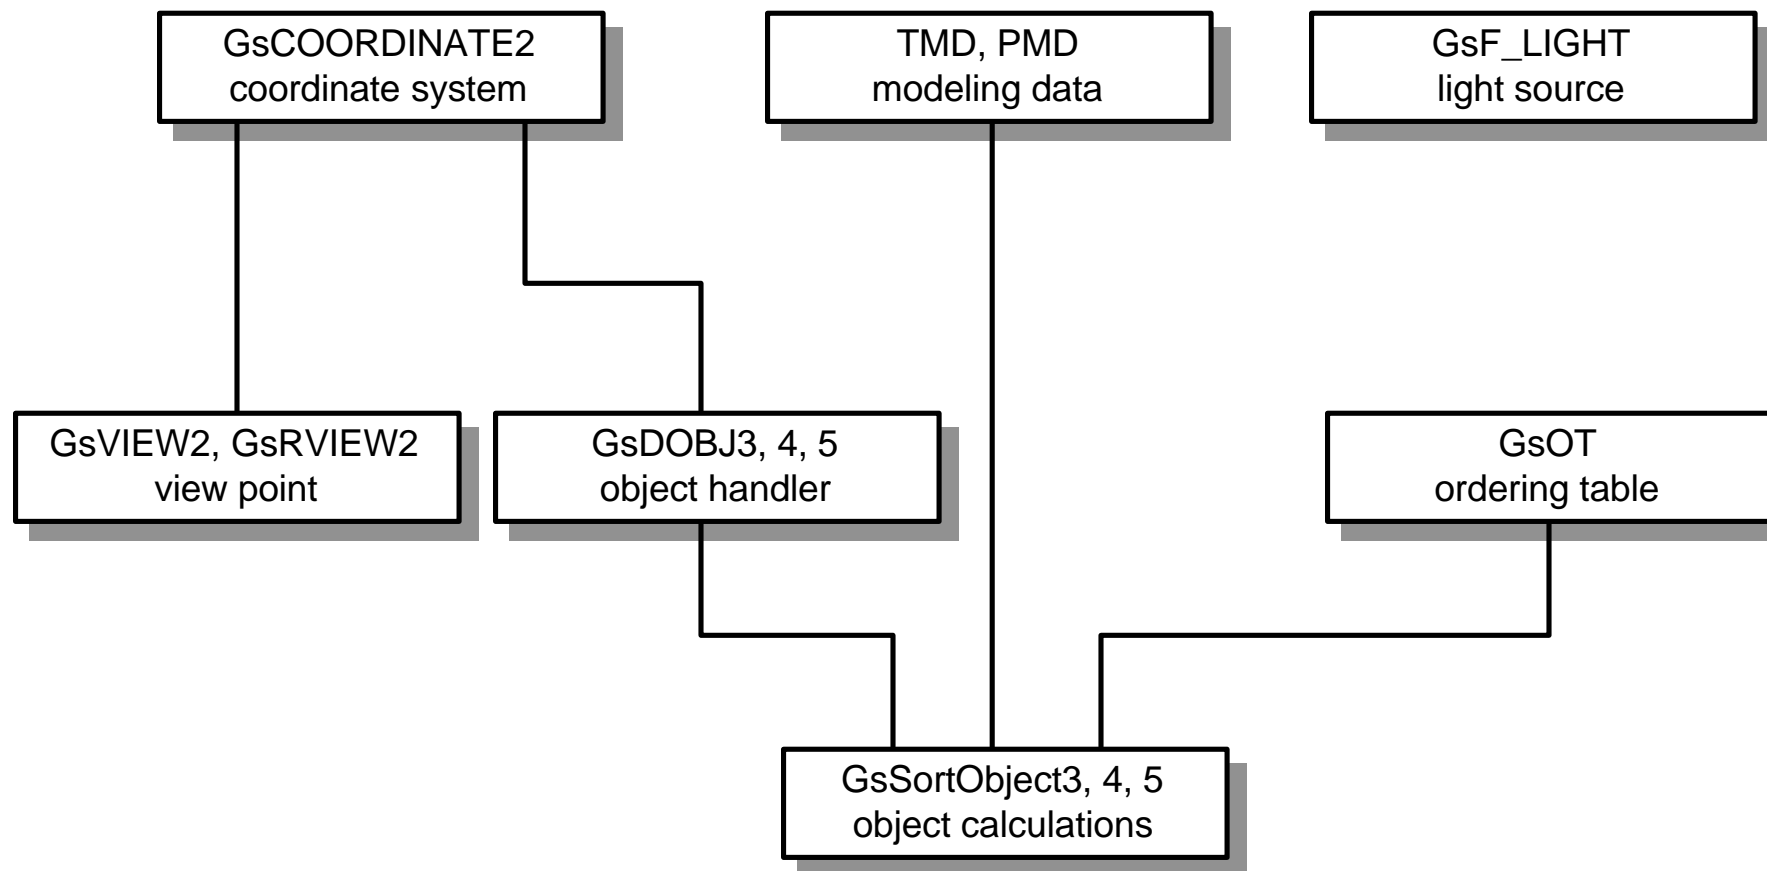 GsCOORDINATE2
coordinate system
TMD, PMD
modeling data
GsF_LIGHT
light source
GsVIEW2, GsRVIEW2
view point
GsDOBJ3, 4, 5
object handler
GsOT
ordering table
GsSortObject3, 4, 5
object calculations